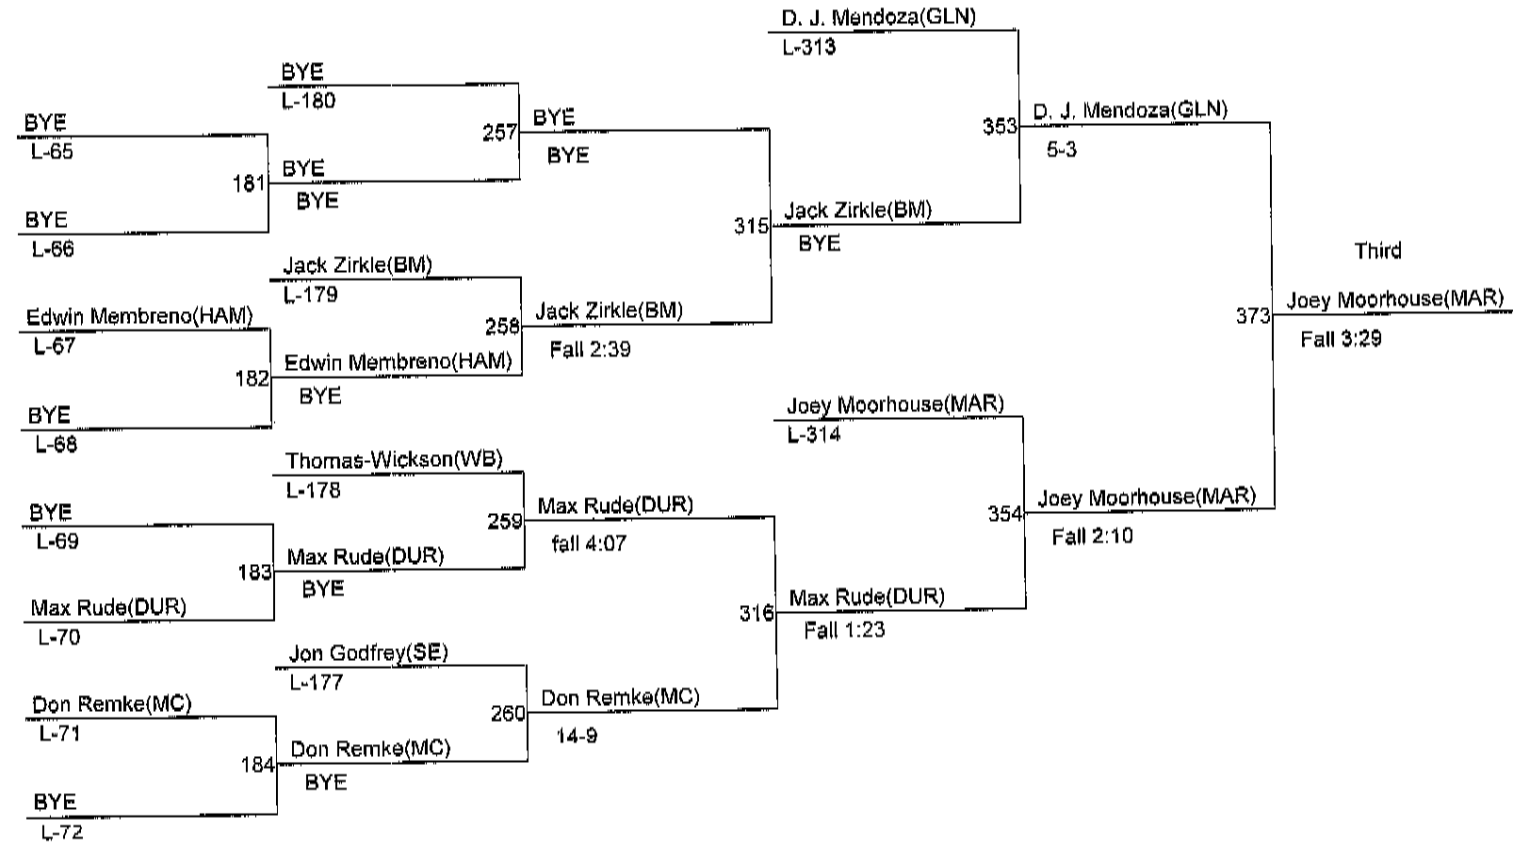 D. J. Mendoza(GLN)
L-313
BYE
L-180
BYE
L-65
257
BYE
BYE
353
D. J. Mendoza(GLN)
5-3
181
BYE
BYE
BYE
L-66
315
Jack Zirkle(BM)
BYE
Third
Jack Zirkle(BM)
L-179
Edwin Membreno(HAM)
L-67
258
Jack Zirkle(BM)
Fall 2:39
373
Joey Moorhouse(MAR)
Fall 3:29
182
Edwin Membreno(HAM)
BYE
BYE
L-68
Joey Moorhouse(MAR)
L-314
Thomas-Wickson(WB)
L-178
BYE
L-69
259
Max Rude(DUR)
fall 4:07
354
Joey Moorhouse(MAR)
Fall 2:10
183
Max Rude(DUR)
BYE
Max Rude(DUR)
L-70
316
Max Rude(DUR)
Fall 1:23
Jon Godfrey(SE)
L-177
Don Remke(MC)
L-71
260
Don Remke(MC)
14-9
184
Don Remke(MC)
BYE
BYE
L-72